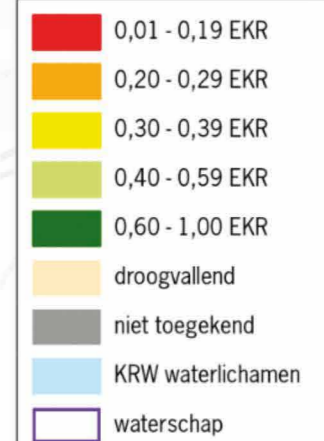 0,01 - 0,19 EKR
0,20 - 0,29 EKR
0,30 - 0,39 EKR
0,40 - 0,59 EKR
0,60 - 1,00 EKR
droogvallend
niet toegekend
KRW waterlichamen
waterschap